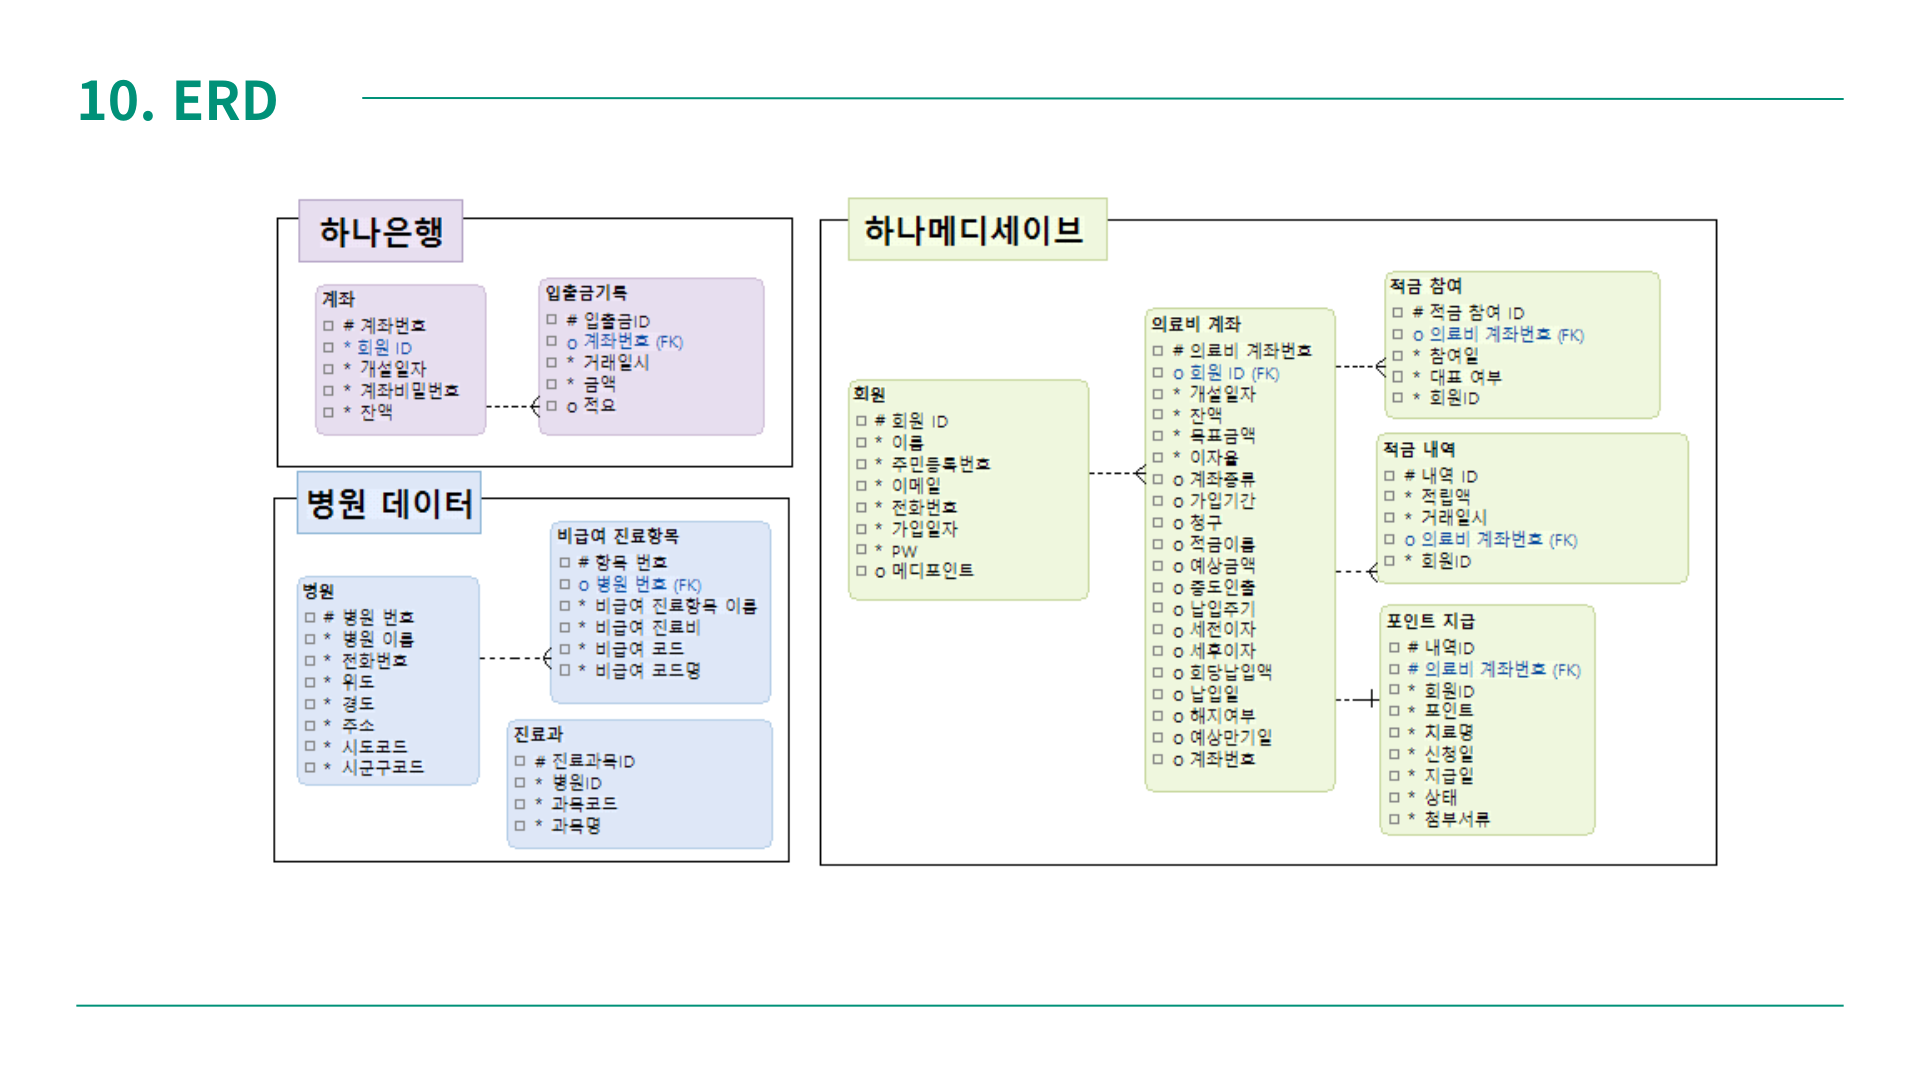 10. ERD
하나은행
계좌
# 계좌번호
* 회원 ID
* 개설일자
* 계좌비밀번호
* 잔액
입출금기록
# 입출금ID
o 계좌번호 (FK)
* 거래일시
* 금액
o 적요
병원 데이터
병원
# 병원 번호
* 병원 이름
* 전화번호
* 위도
* 경도
* 주소
* 시도코드
* 시군구코드
비급여 진료항목
# 항목 번호
o 병원 번호 (FK)
* 비급여 진료항목 이름
* 비급여 진료비
* 비급여 코드
* 비급여 코드명
진료과
# 진료과목ID
* 병원ID
* 과목코드
* 과목명
하나메디세이브
회원
# 회원 ID
* 이름
* 주민등록번호
* 이메일
* 전화번호
* 가입일자
* PW
o 메디포인트
의료비 계좌
# 의료비 계좌번호
o 회원 ID (FK)
* 개설일자
* 잔액
* 목표금액
* 이자율
o 계좌종류
o 가입기간
o 청구
o 적금이름
o 예상금액
o 중도인출
o 납입주기
o 세전이자
o 세후이자
o 회당납입액
o 납입일
o 해지여부
o 예상만기일
o 계좌번호
적금 참여
# 적금 참여 ID
o 의료비 계좌번호 (FK)
* 참여일
* 대표 여부
* 회원ID
적금 내역
# 내역 ID
* 적립액
* 거래일시
o 의료비 계좌번호 (FK)
* 회원ID
포인트 지급
# 내역ID
# 의료비 계좌번호 (FK)
* 회원ID
* 포인트
* 치료명
* 신청일
* 지급일
* 상태
* 첨부서류